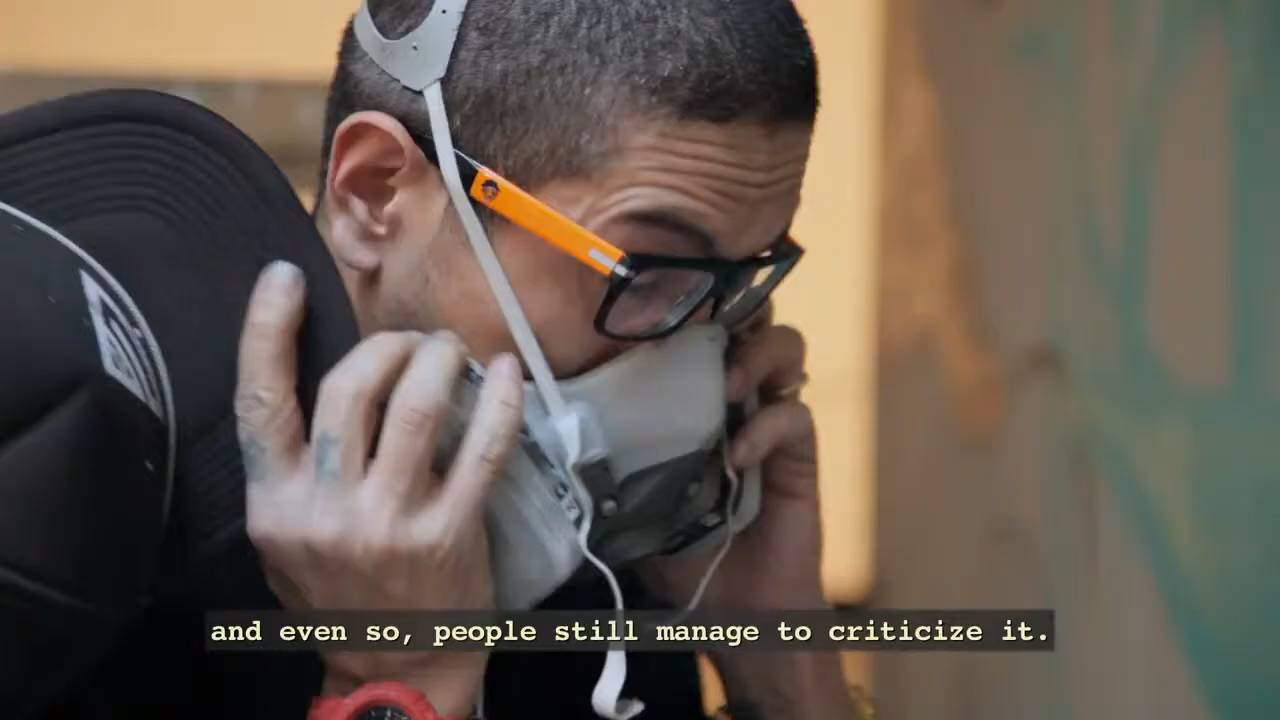 and even so, people still manage to criticize it.